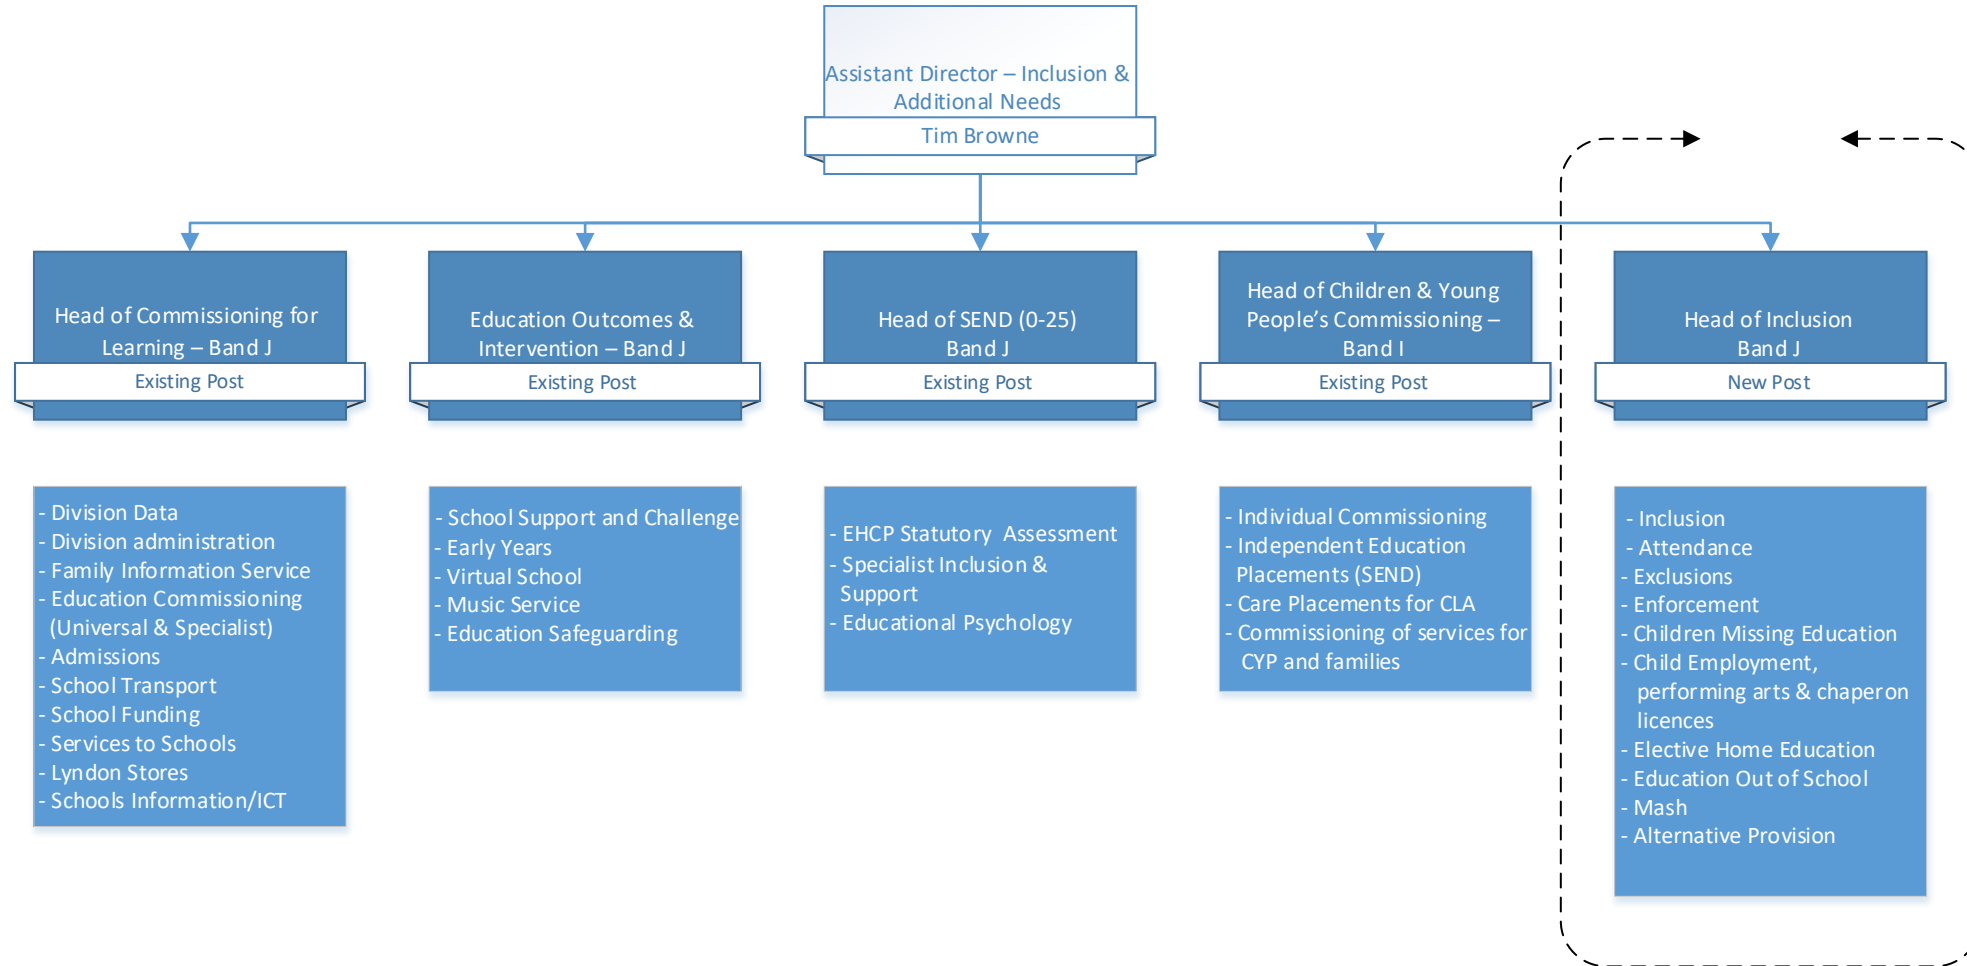 Assistant Director – Inclusion &
Additional Needs
Tim Browne
Head of Commissioning for
Learning – Band J
Existing Post
Education Outcomes &
Intervention – Band J
Existing Post
Head of SEND (0-25)
Band J
Existing Post
Head of Children & Young
People’s Commissioning –
Band I
Existing Post
Head of Inclusion
Band J
New Post
- Division Data
- Division administration
- Family Information Service
- Education Commissioning
(Universal & Specialist)
- Admissions
- School Transport
- School Funding
- Services to Schools
- Lyndon Stores
- Schools Information/ICT
- School Support and Challenge
- Early Years
- Virtual School
- Music Service
- Education Safeguarding
- EHCP Statutory Assessment
- Specialist Inclusion &
Support
- Educational Psychology
- Individual Commissioning
- Independent Education
Placements (SEND)
- Care Placements for CLA
- Commissioning of services for
CYP and families
- Inclusion
- Attendance
- Exclusions
- Enforcement
- Children Missing Education
- Child Employment,
performing arts & chaperon
licences
- Elective Home Education
- Education Out of School
- Mash
- Alternative Provision